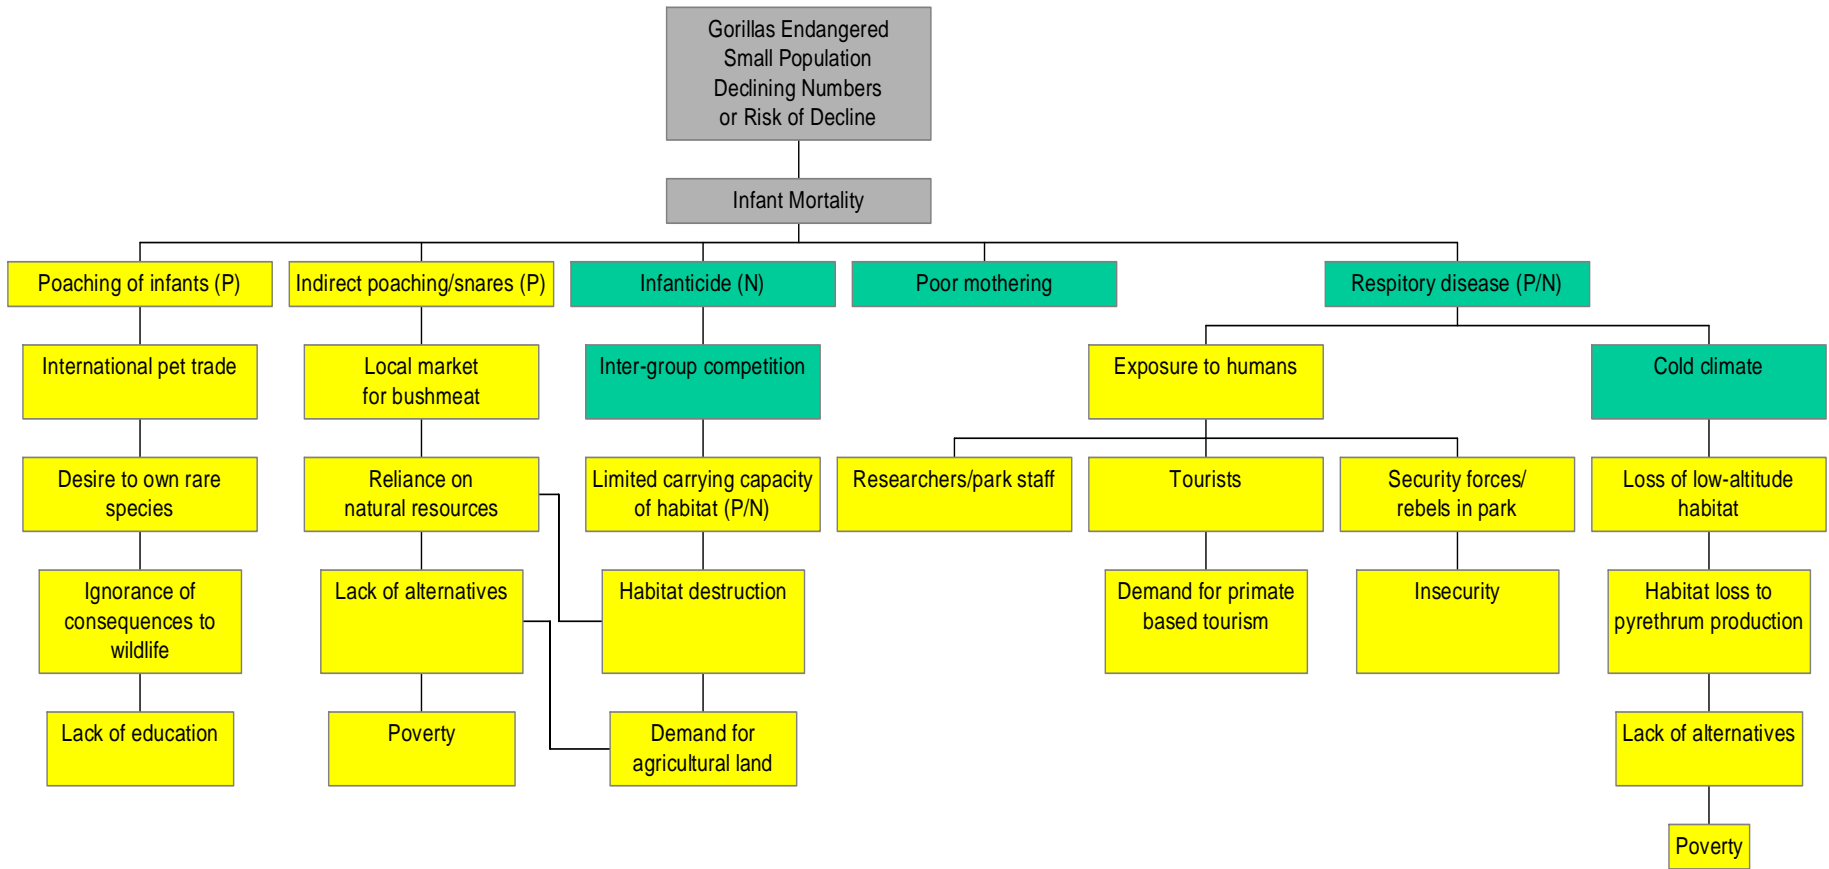 Gorillas Endangered
Small Population
Declining Numbers
or Risk of Decline
Infant Mortality
Poaching of infants (P)
Indirect poaching/snares (P)
Infanticide (N)
Poor mothering
Respitory disease (P/N)
International pet trade
Local market
for bushmeat
Inter-group competition
Exposure to humans
Cold climate
Desire to own rare
species
Reliance on
natural resources
Limited carrying capacity
of habitat (P/N)
Researchers/park staff
Tourists
Security forces/
rebels in park
Loss of low-altitude
habitat
Ignorance of
consequences to
wildlife
Lack of alternatives
Habitat destruction
Demand for primate
based tourism
Insecurity
Habitat loss to
pyrethrum production
Lack of education
Poverty
Demand for
agricultural land
Lack of alternatives
Poverty